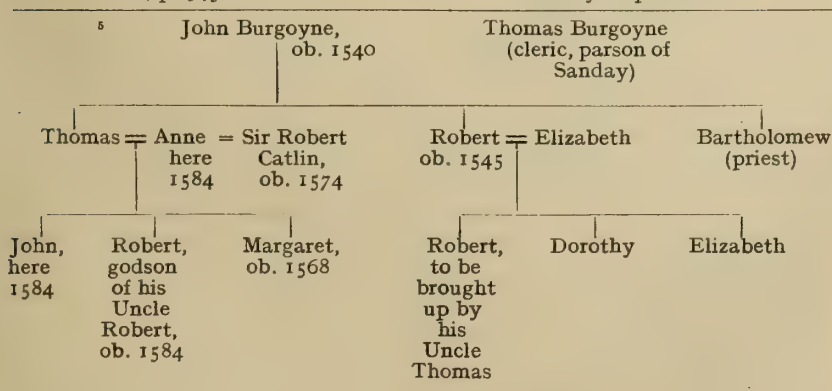 5
John Burgoyne,
ob. 1540
Thomas Burgoyne
(cleric, parson of
Sanday)
Thomas = Anne = Sir Robert
here
1584
Catlin,
ob. 1574
Robert = Elizabeth
ob. 1545
Bartholomew
(priest)
John,
here
1584
Robert,
godson
of his
Uncle
Robert,
ob. 1584
Margaret,
ob. 1568
Robert,
to be
brought
up by
his
Uncle
Thomas
Dorothy
Elizabeth